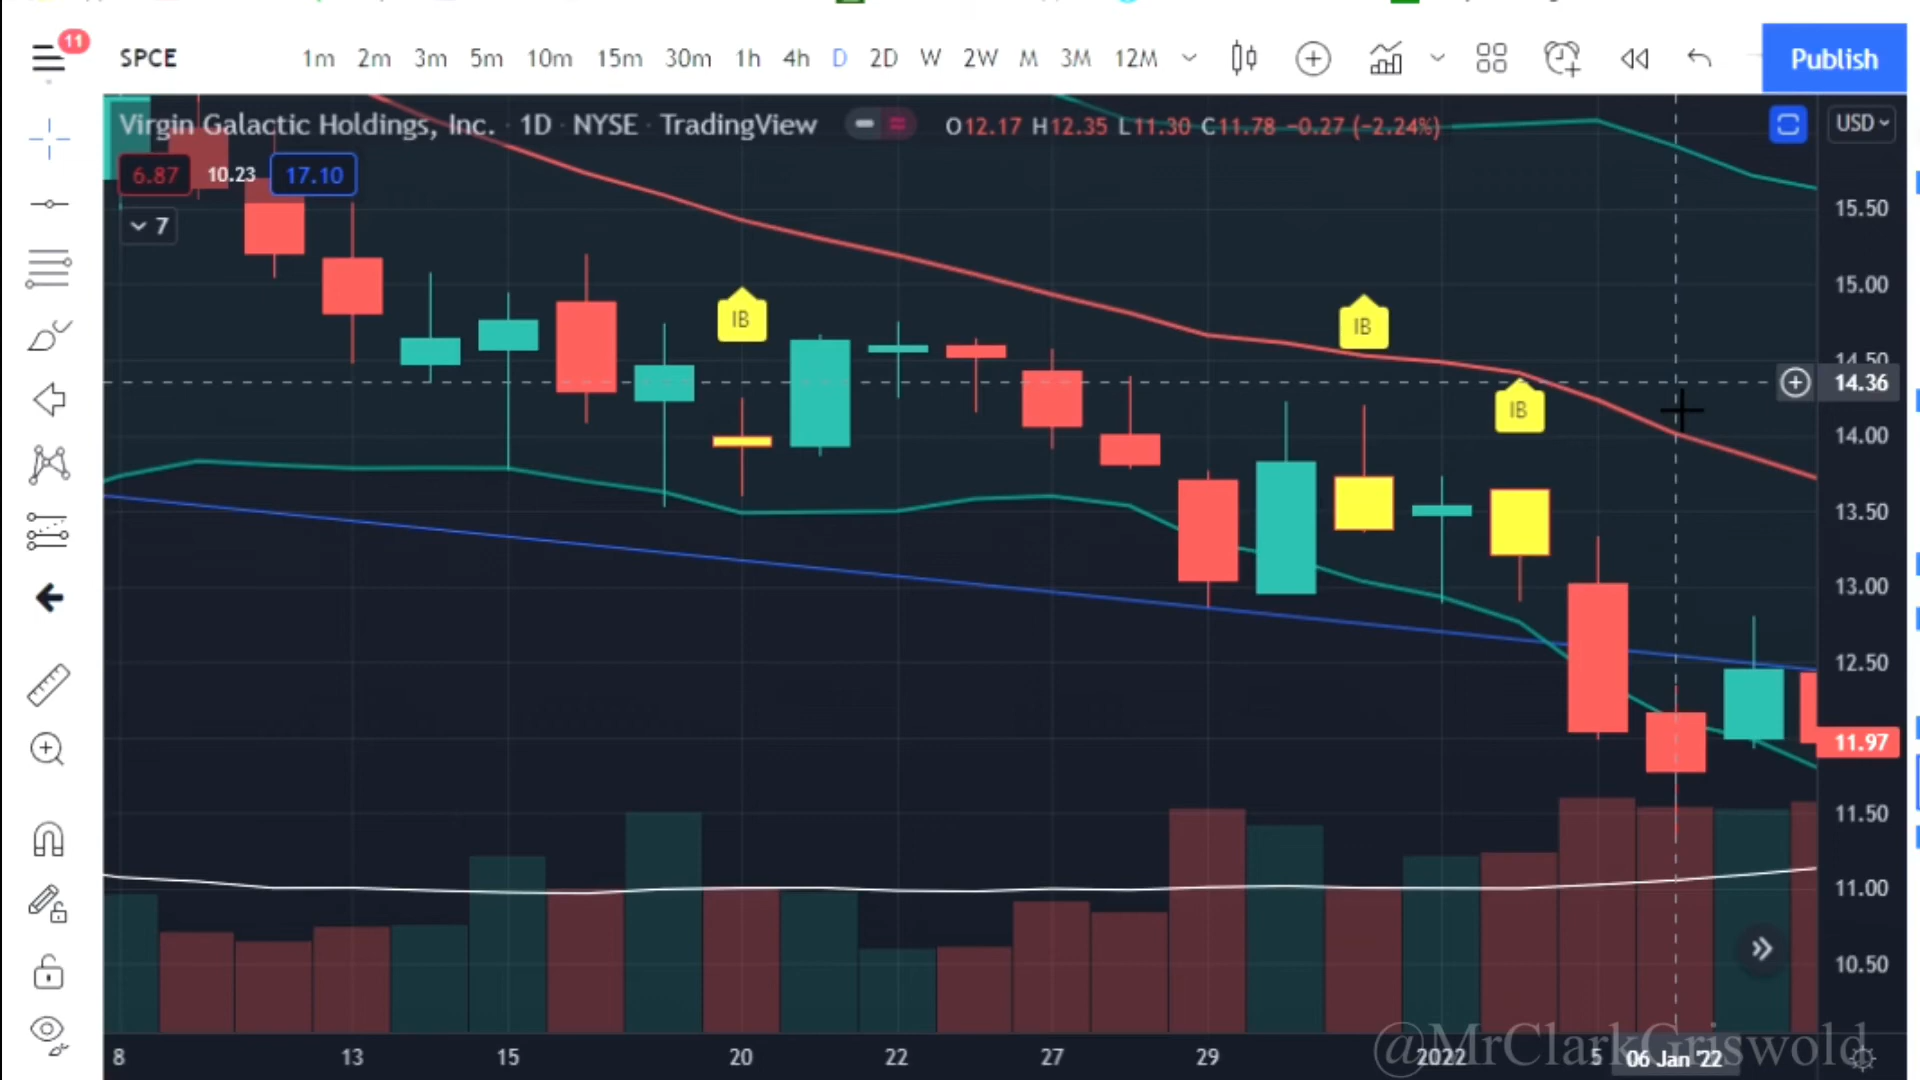 11
SPCE 1m 2m 3m 5m 10m 15m 30m 1h 4h D 2D W 2W M 3M 12M Publish
Virgin Galactic Holdings, Inc. · 1D · NYSE · TradingView O12.17 H12.35 L11.30 C11.78 −0.27 (−2.24%) USD
6.87 10.23 17.10
7
15.50
15.00
IB
IB
14.50
14.36
IB
14.00
13.50
13.00
12.50
11.97
11.50
11.00
10.50
@MrClarkGriswold
8 13 15 20 22 27 29 2022 5 06 Jan '22